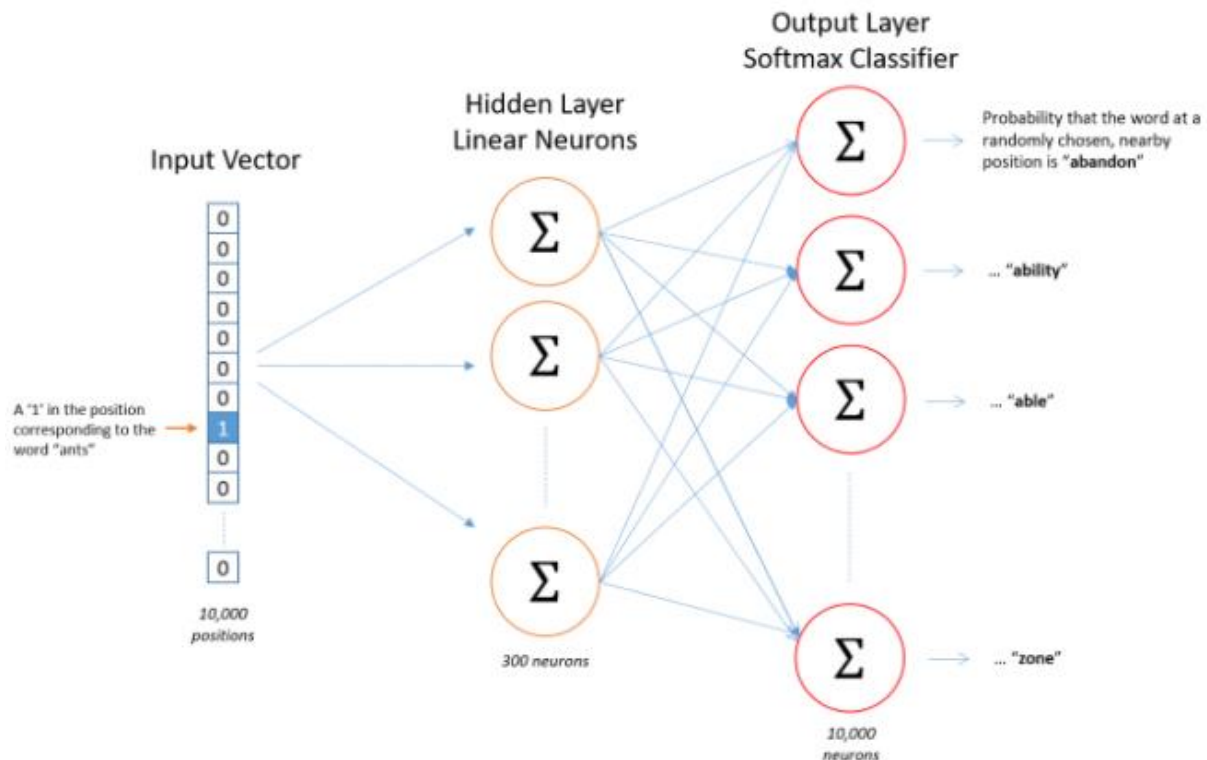 Output Layer
Softmax Classifier
Hidden Layer
Linear Neurons
Input Vector
Σ
Σ
Σ
Σ
Σ
Σ
Σ
0
0
0
0
0
0
0
1
0
0
0
A ‘1’ in the position
corresponding to the
word “ants”
10,000
positions
300 neurons
10,000
neurons
Probability that the word at a
randomly chosen, nearby
position is “abandon”
... “ability”
... “able”
... “zone”